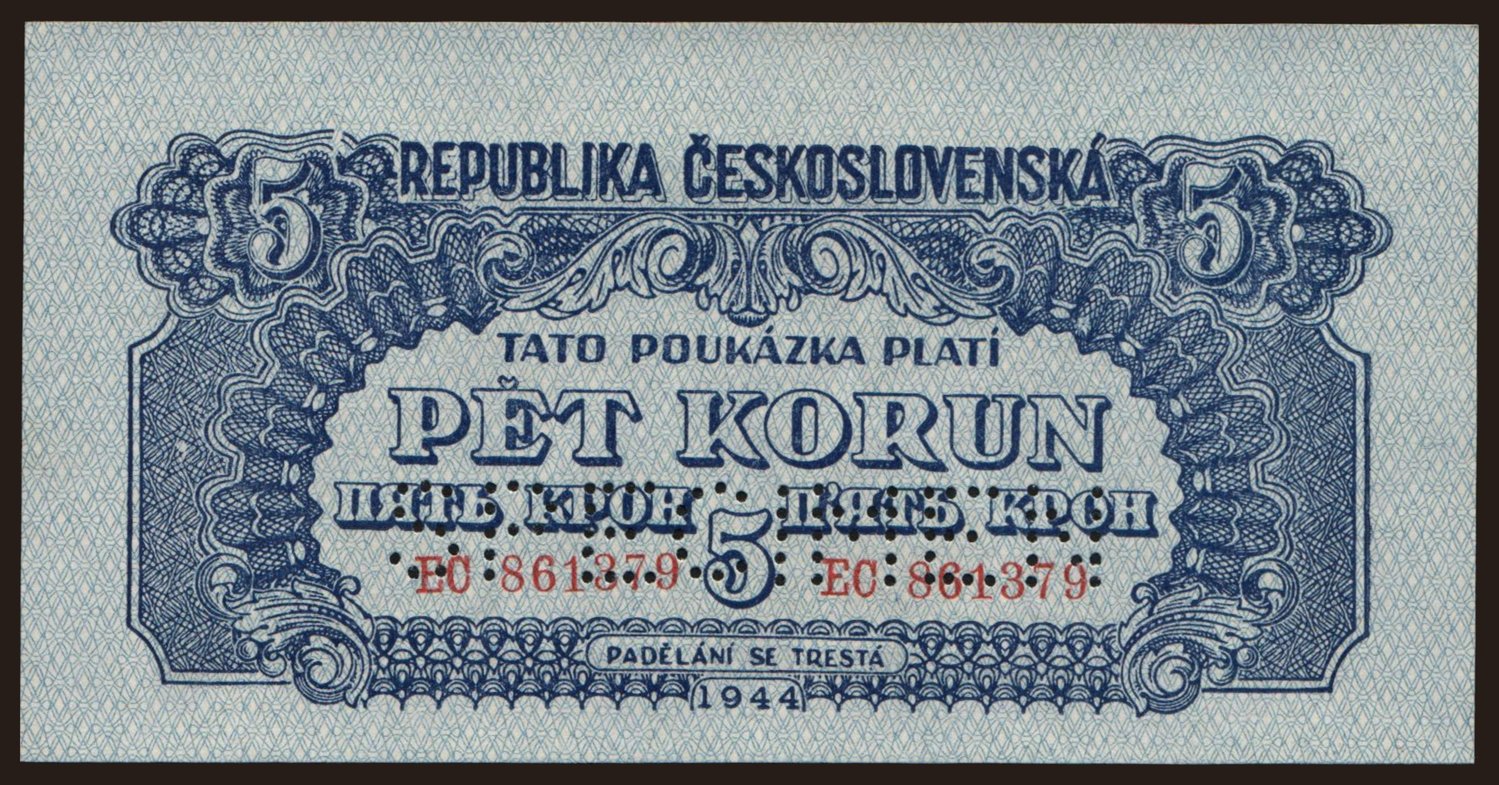 5 REPUBLIKA ČESKOSLOVENSKÁ 5
TATO POUKÁZKA PLATÍ
PĚT KORUN
ПЯТЬ КРОН 5 П'ЯТЬ КРОН
EC 861379 EC 861379
SPECIMEN
PADĚLÁNÍ SE TRESTÁ
1944